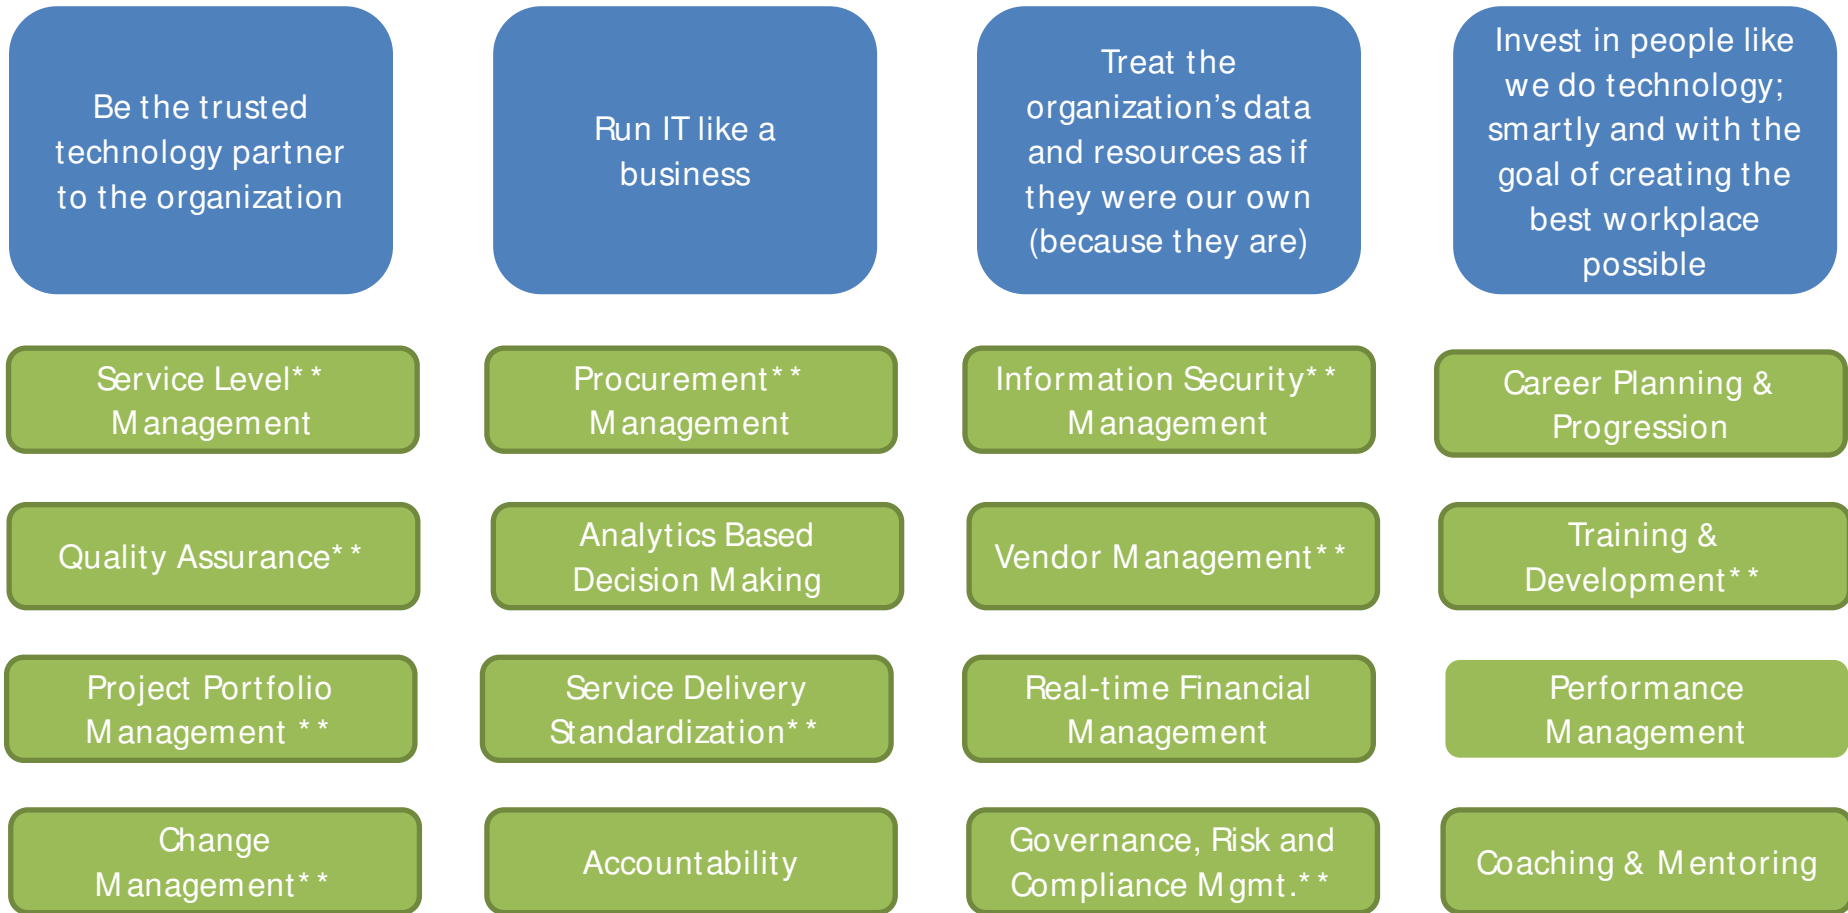 Be the trusted
technology partner
to the organization
Run IT like a
business
Treat the
organization’s data
and resources as if
they were our own
(because they are)
Invest in people like
we do technology;
smartly and with the
goal of creating the
best workplace
possible
Service Level**
Management
Procurement**
Management
Information Security**
Management
Career Planning &
Progression
Quality Assurance**
Analytics Based
Decision Making
Vendor Management**
Training &
Development**
Project Portfolio
Management **
Service Delivery
Standardization**
Real-time Financial
Management
Performance
Management
Change
Management**
Accountability
Governance, Risk and
Compliance Mgmt.**
Coaching & Mentoring